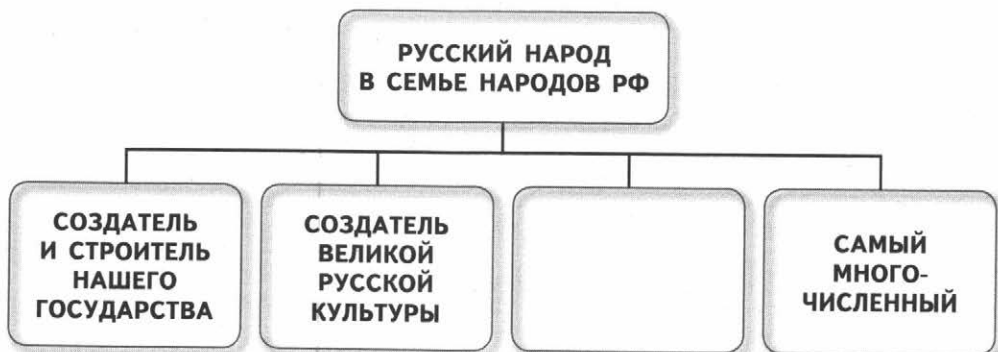 РУССКИЙ НАРОД
В СЕМЬЕ НАРОДОВ РФ
СОЗДАТЕЛЬ
И СТРОИТЕЛЬ
НАШЕГО
ГОСУДАРСТВА
СОЗДАТЕЛЬ
ВЕЛИКОЙ
РУССКОЙ
КУЛЬТУРЫ
САМЫЙ
МНОГО-
ЧИСЛЕННЫЙ